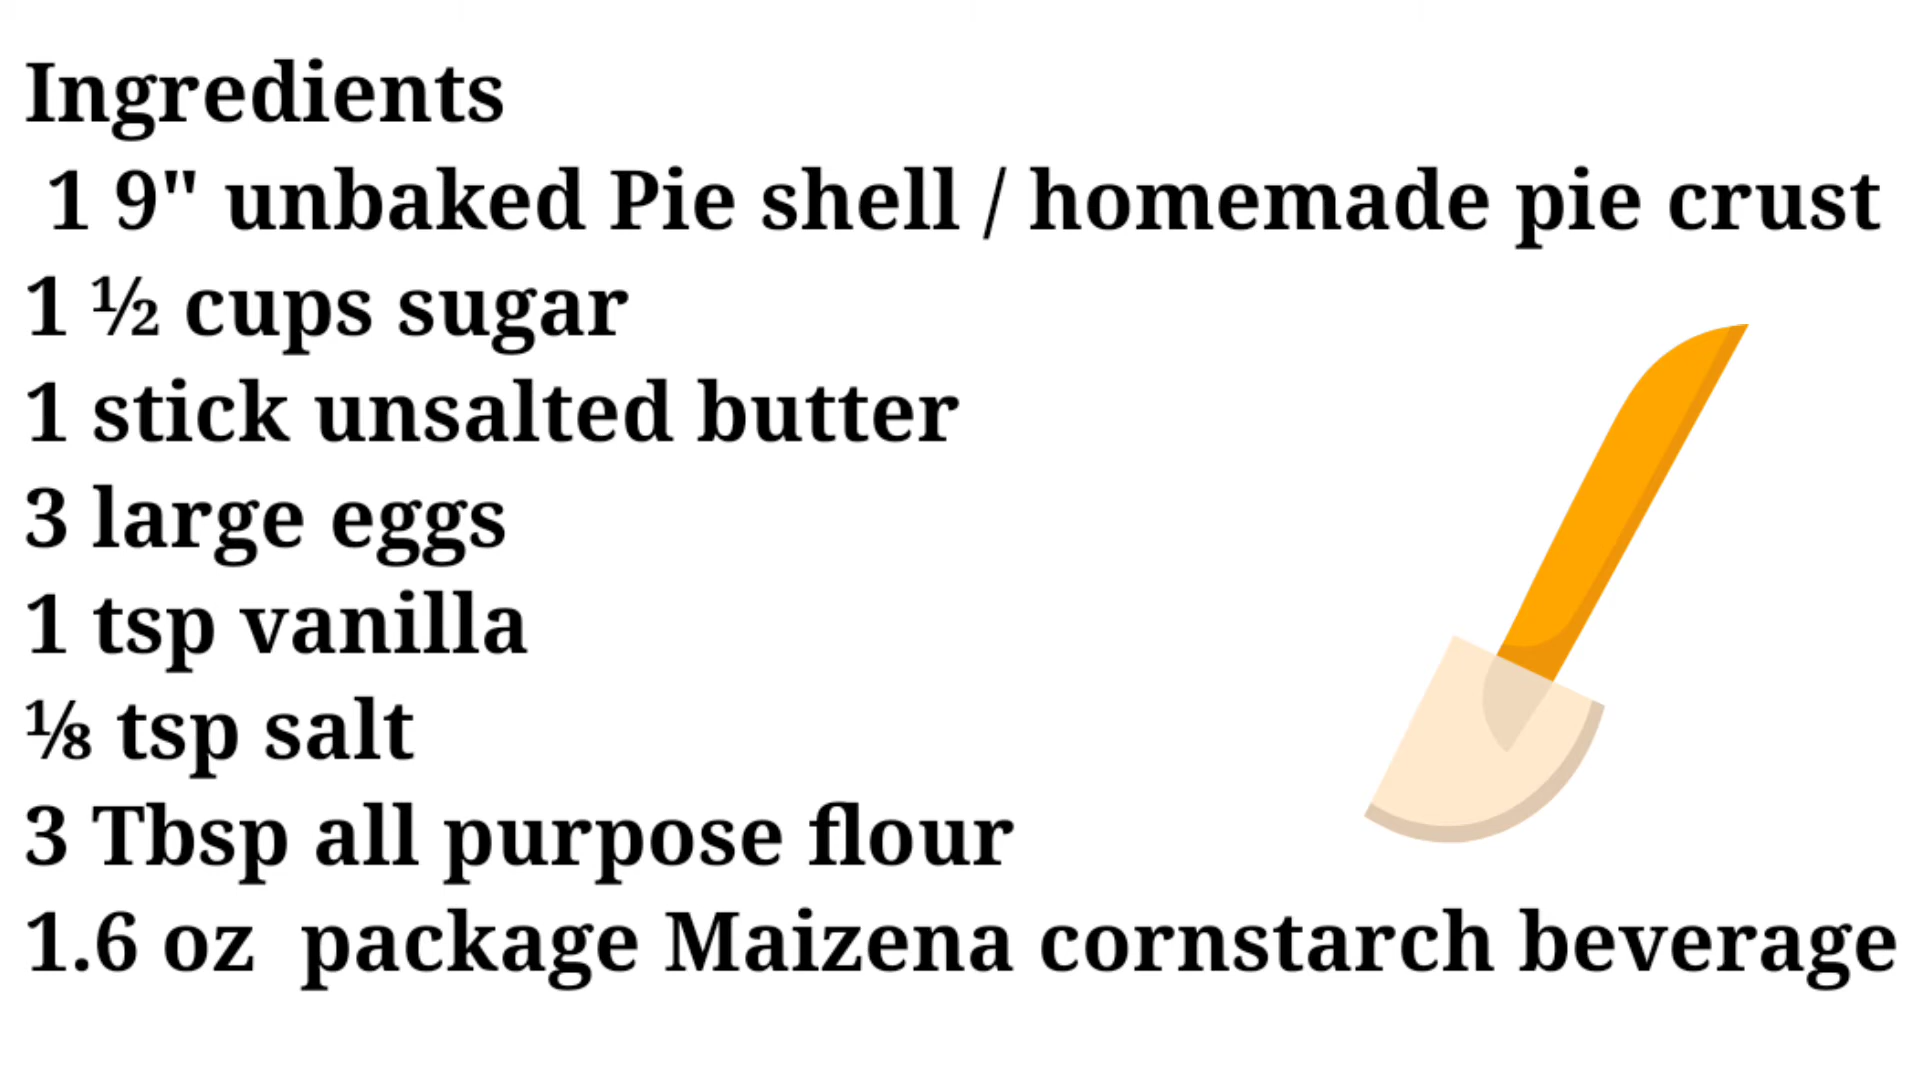 Ingredients
1 9" unbaked Pie shell / homemade pie crust
1 ½ cups sugar
1 stick unsalted butter
3 large eggs
1 tsp vanilla
⅛ tsp salt
3 Tbsp all purpose flour
1.6 oz package Maizena cornstarch beverage